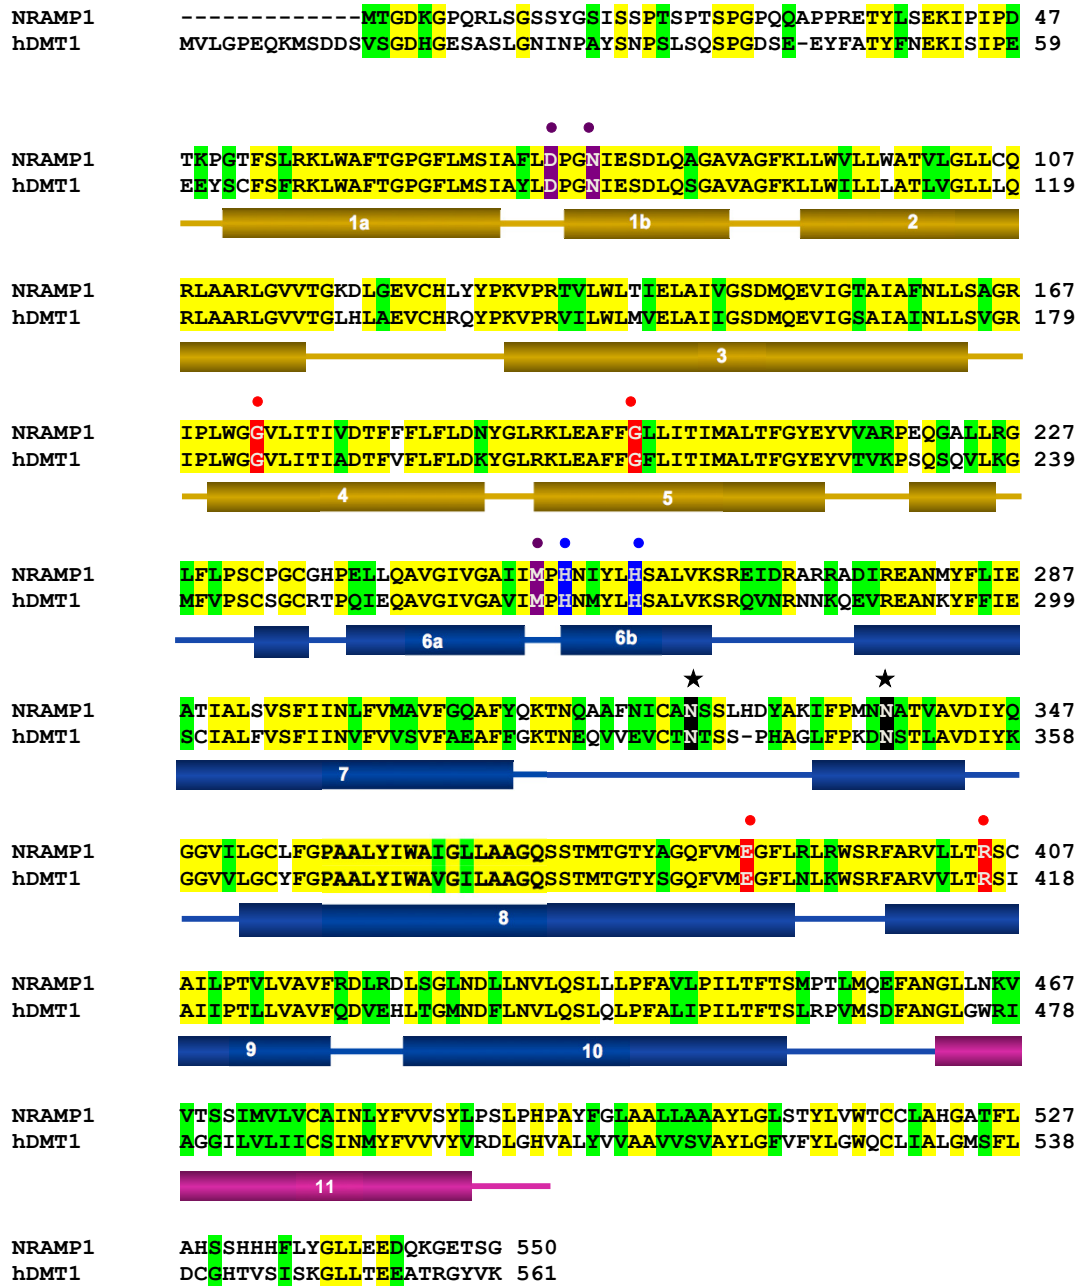 NRAMP1 -------------MTGDKGPQRLSGSSYGSISSPTSPTSPGPQQAPPRETYLSEKIPIPD 47
hDMT1 MVLGPEQKMSDDSVSGDHGESASLGNINPAYSNPSLSQSPGDSE-EYFATYFNEKISIPE 59
NRAMP1 TKPGTFSLRKLWAFTGPGFLMSIAFLDPGNIESDLQAGAVAGFKLLWVLLWATVLGLLCQ 107
hDMT1 EEYSCFSFRKLWAFTGPGFLMSIAYLDPGNIESDLQSGAVAGFKLLWILLLATLVGLLLQ 119
1a 1b 2
NRAMP1 RLAARLGVVTGKDLGEVCHLYYPKVPRTVLWLTIELAIVGSDMQEVIGTAIAFNLLSAGR 167
hDMT1 RLAARLGVVTGLHLAEVCHRQYPKVPRVILWLMVELAIIGSDMQEVIGSAIAINLLSVGR 179
3
NRAMP1 IPLWGGVLITIVDTFFFLFLDNYGLRKLEAFFGLLITIMALTFGYEYVVARPEQGALLRG 227
hDMT1 IPLWGGVLITIADTFVFLFLDKYGLRKLEAFFGFLITIMALTFGYEYVTVKPSQSQVLKG 239
4 5
NRAMP1 LFLPSCPGCGHPELLQAVGIVGAIIMPHNIYLHSALVKSREIDRARRADIREANMYFLIE 287
hDMT1 MFVPSCSGCRTPQIEQAVGIVGAVIMPHNMYLHSALVKSRQVNRNNKQEVREANKYFFIE 299
6a 6b
NRAMP1 ATIALSVSFIINLFVMAVFGQAFYQKTNQAAFNICANSSLHDYAKIFPMNNATVAVDIYQ 347
hDMT1 SCIALFVSFIINVFVVSVFAEAFFGKTNEQVVEVCTNTSS-PHAGLFPKDNSTLAVDIYK 358
7
NRAMP1 GGVILGCLFGPAALYIWAIGLLAAGQSSTMTGTYAGQFVMEGFLRLRWSRFARVLLTRSC 407
hDMT1 GGVVLGCYFGPAALYIWAVGILAAGQSSTMTGTYSGQFVMEGFLNLKWSRFARVVLTRSI 418
8
NRAMP1 AILPTVLVAVFRDLRDLSGLNDLLNVLQSLLLPFAVLPILTFTSMPTLMQEFANGLLNKV 467
hDMT1 AIIPTLLVAVFQDVEHLTGMNDFLNVLQSLQLPFALIPILTFTSLRPVMSDFANGLGWRI 478
9 10
NRAMP1 VTSSIMVLVCAINLYFVVSYLPSLPHPAYFGLAALLAAAYLGLSTYLVWTCCLAHGATFL 527
hDMT1 AGGILVLIICSINMYFVVVYVRDLGHVALYVVAAVVSVAYLGFVFYLGWQCLIALGMSFL 538
11
NRAMP1 AHSSHHHFLYGLLEEDQKGETSG 550
hDMT1 DCGHTVSISKGLLTEEATRGYVK 561